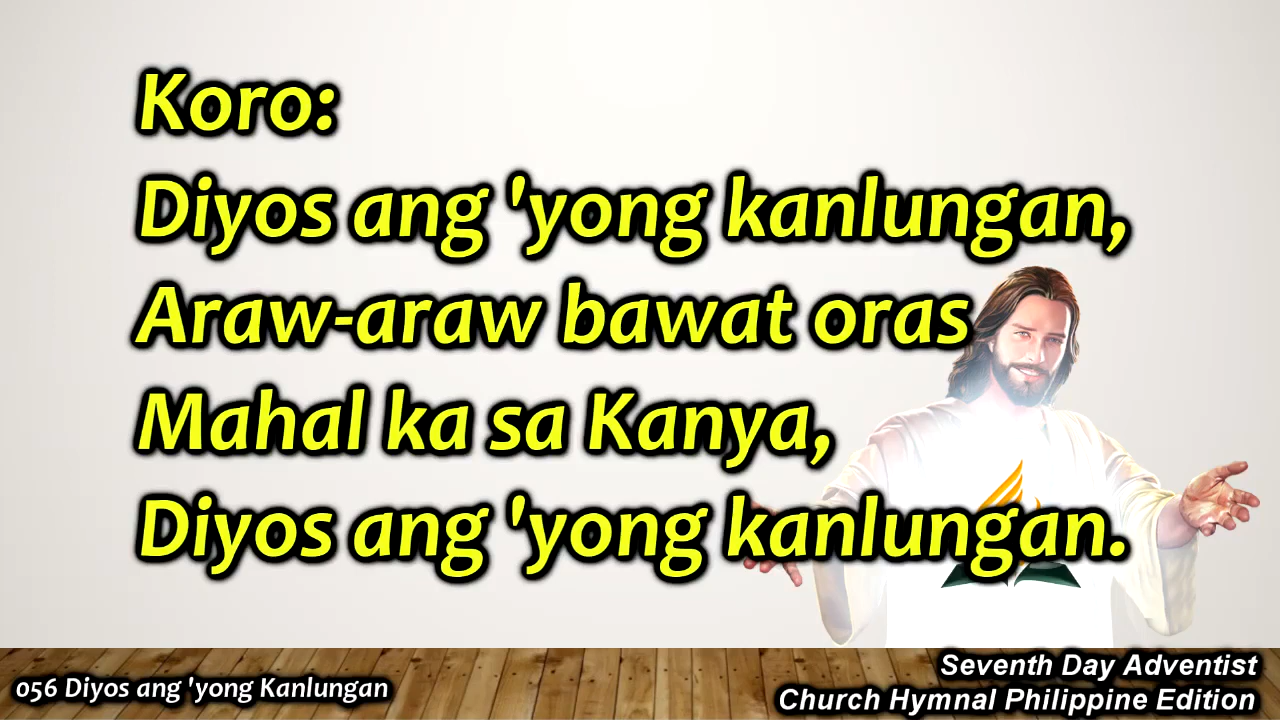 Koro:
Diyos ang 'yong kanlungan,
Araw-araw bawat oras
Mahal ka sa Kanya,
Diyos ang 'yong kanlungan.
056 Diyos ang 'yong Kanlungan
Seventh Day Adventist
Church Hymnal Philippine Edition